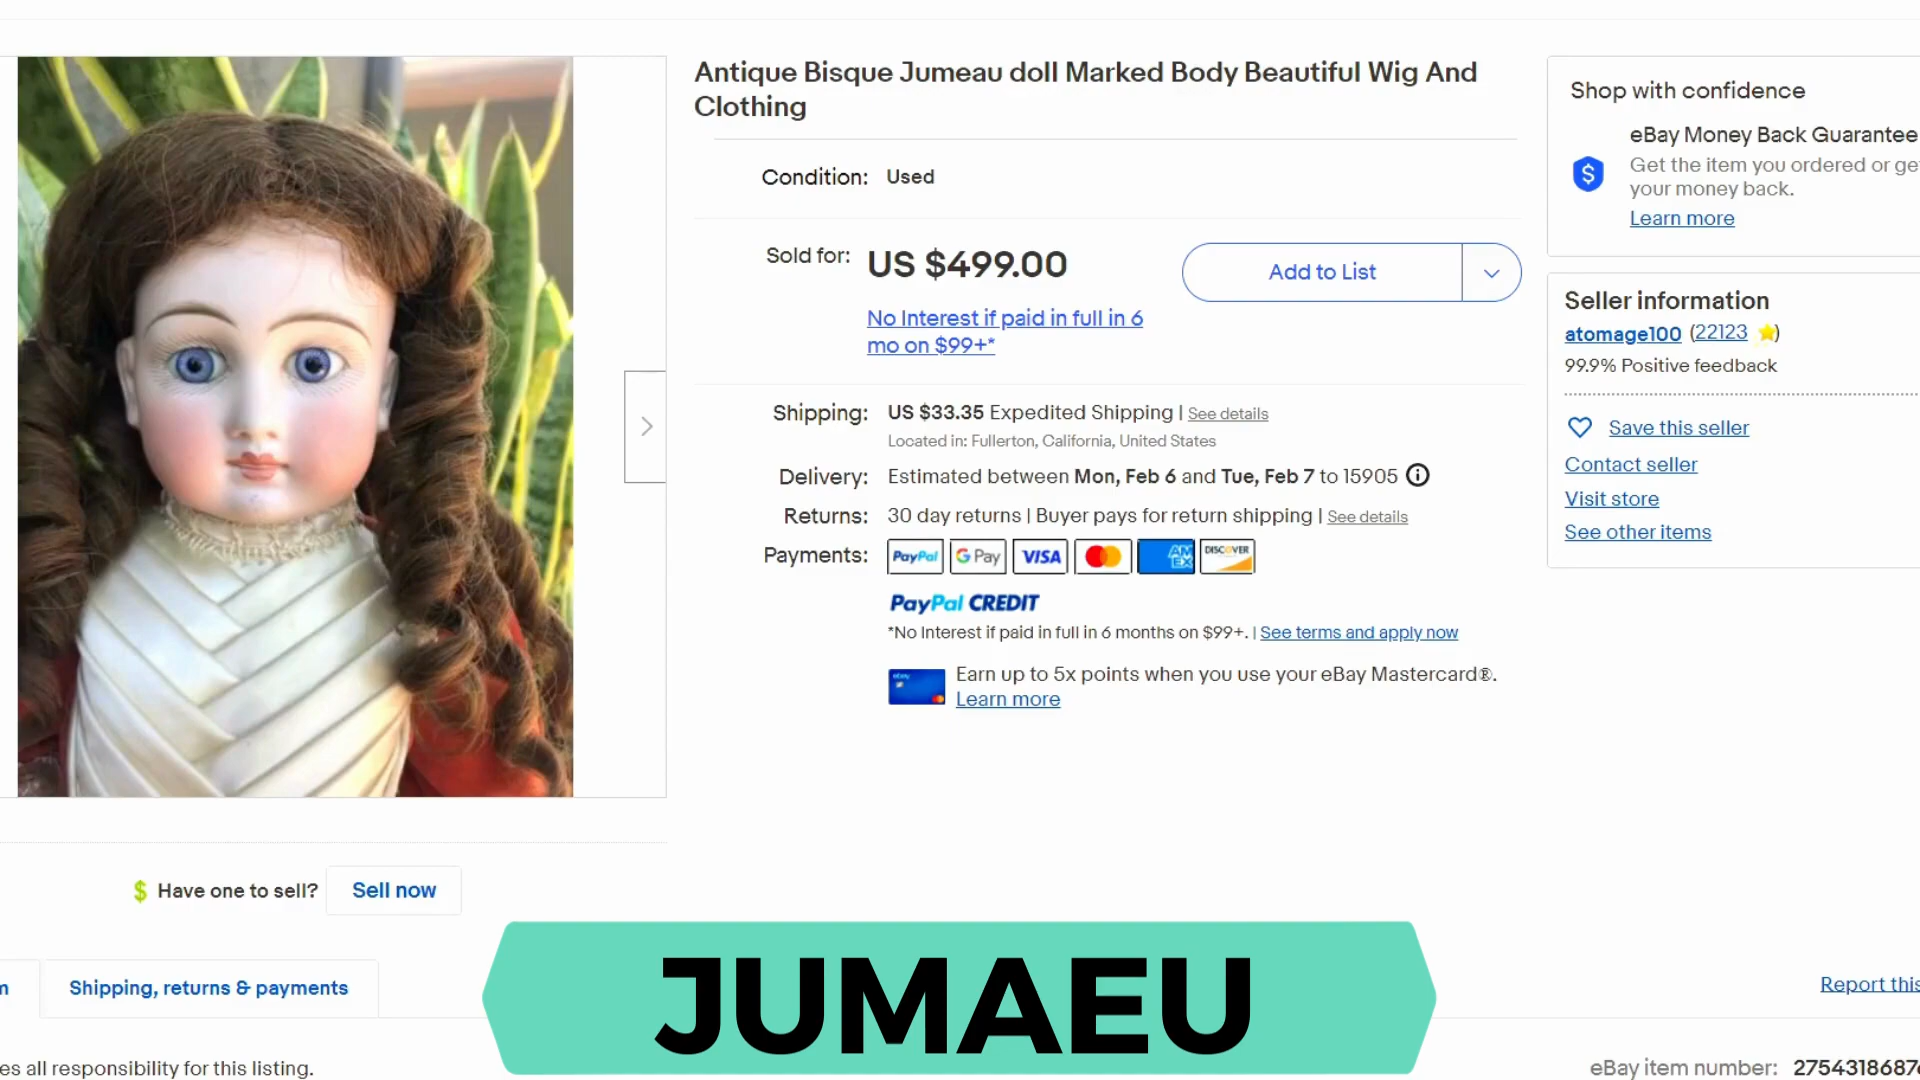 Antique Bisque Jumeau doll Marked Body Beautiful Wig And
Clothing
Condition: Used
Sold for: US $499.00
Add to List
No Interest if paid in full in 6
mo on $99+*
Shipping: US $33.35 Expedited Shipping | See details
Located in: Fullerton, California, United States
Delivery: Estimated between Mon, Feb 6 and Tue, Feb 7 to 15905
Returns: 30 day returns | Buyer pays for return shipping | See details
Payments: PayPal G Pay VISA AM EX DISCOVER
PayPal CREDIT
*No Interest if paid in full in 6 months on $99+. | See terms and apply now
Earn up to 5x points when you use your eBay Mastercard®.
Learn more
Shop with confidence
eBay Money Back Guarantee
$
Get the item you ordered or ge
your money back.
Learn more
Seller information
atomage100 (22123 )
99.9% Positive feedback
Save this seller
Contact seller
Visit store
See other items
$ Have one to sell? Sell now
m
Shipping, returns & payments
Report this
JUMAEU
es all responsibility for this listing.
eBay item number: 275431868